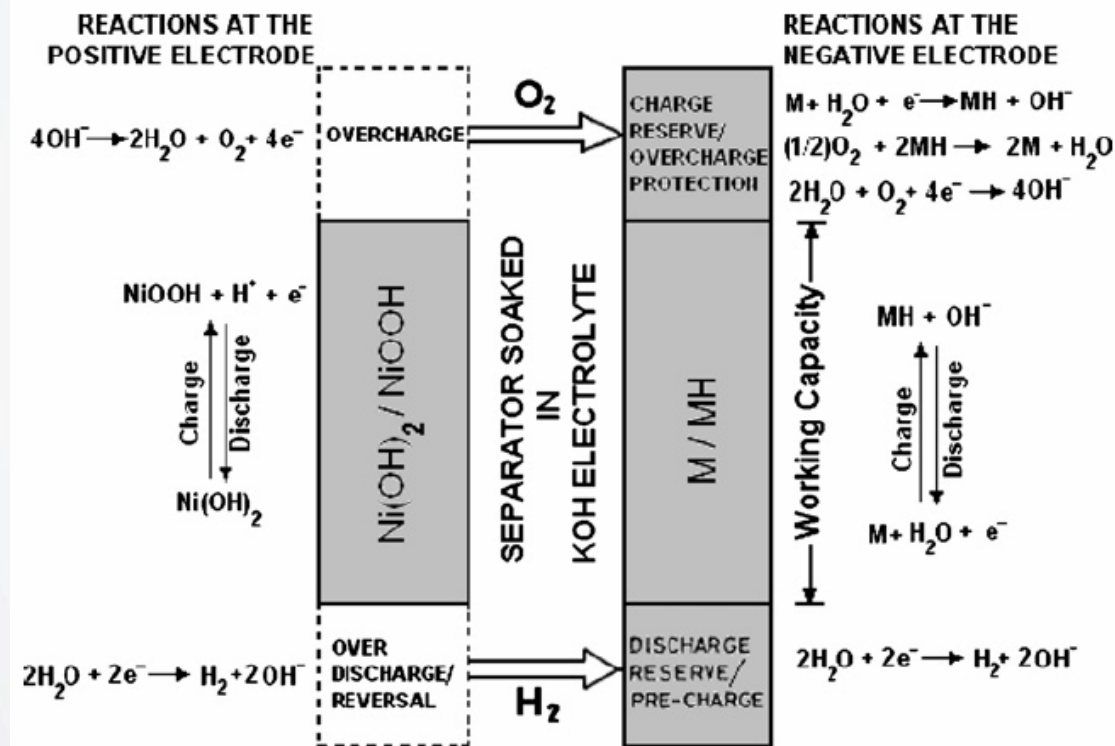 REACTIONS AT THE
POSITIVE ELECTRODE
4OH⁻ → 2H₂O + O₂ + 4e⁻
NiOOH + H⁺ + e⁻
Charge
Discharge
Ni(OH)₂
2H₂O + 2e⁻ → H₂ + 2OH⁻
OVERCHARGE
Ni(OH)₂ / NiOOH
OVER
DISCHARGE/
REVERSAL
O₂
SEPARATOR SOAKED
IN
KOH ELECTROLYTE
H₂
CHARGE
RESERVE/
OVERCHARGE
PROTECTION
M / MH
DISCHARGE
RESERVE/
PRE-CHARGE
REACTIONS AT THE
NEGATIVE ELECTRODE
M + H₂O + e⁻ → MH + OH⁻
(1/2)O₂ + 2MH → 2M + H₂O
2H₂O + O₂ + 4e⁻ → 4OH⁻
Working Capacity
MH + OH⁻
Charge
Discharge
M + H₂O + e⁻
2H₂O + 2e⁻ → H₂ + 2OH⁻